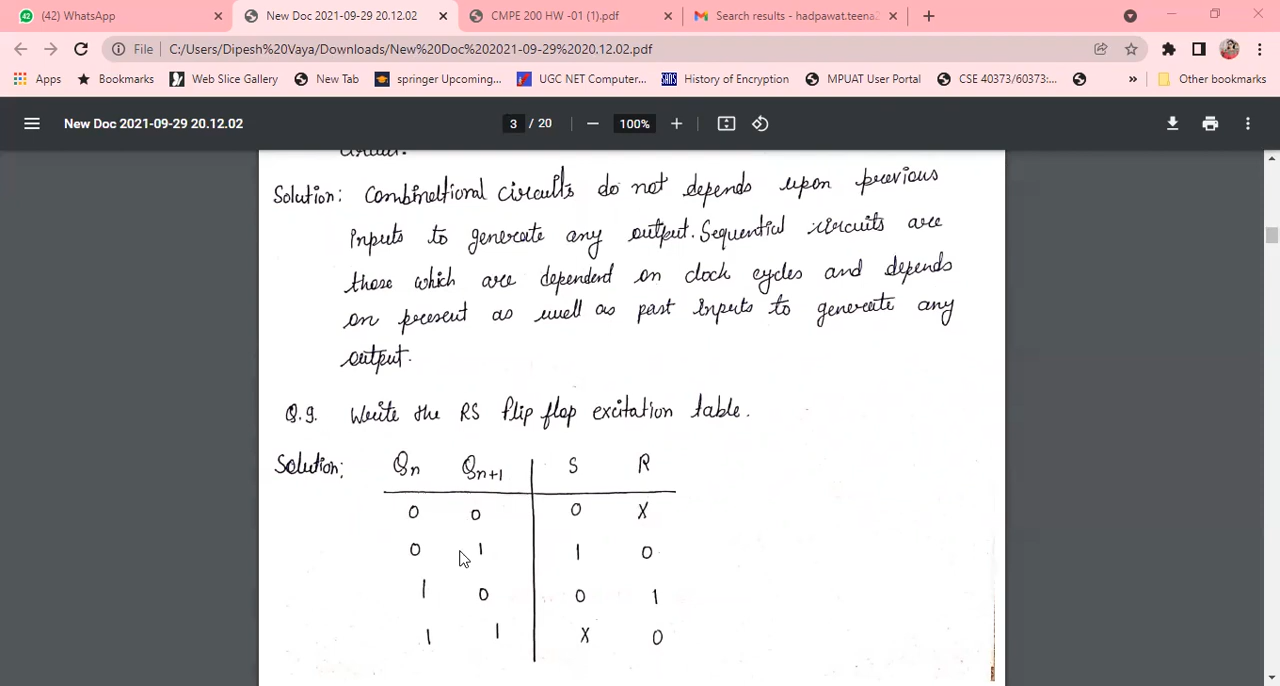 (42) WhatsApp
New Doc 2021-09-29 20.12.02
CMPE 200 HW -01 (1).pdf
Search results - hadpawat.teena
File
C:/Users/Dipesh%20Vaya/Downloads/New%20Doc%202021-09-29%2020.12.02.pdf
Apps
Bookmarks
Web Slice Gallery
New Tab
springer Upcoming...
UGC NET Computer...
History of Encryption
MPUAT User Portal
CSE 40373/60373:...
Other bookmarks
New Doc 2021-09-29 20.12.02
3 / 20
100%
circuit.
Solution: Combineltional circuits do not depends upon previous
inputs to generate any output. Sequential circuits are
those which are dependent on clock cycles and depends
on present as well as past inputs to generate any
output.
Q.9. Write the RS flip flop excitation table.
Solution: Qn Qn+1 S R
0 0 0 X
0 1 1 0
1 0 0 1
1 1 X 0